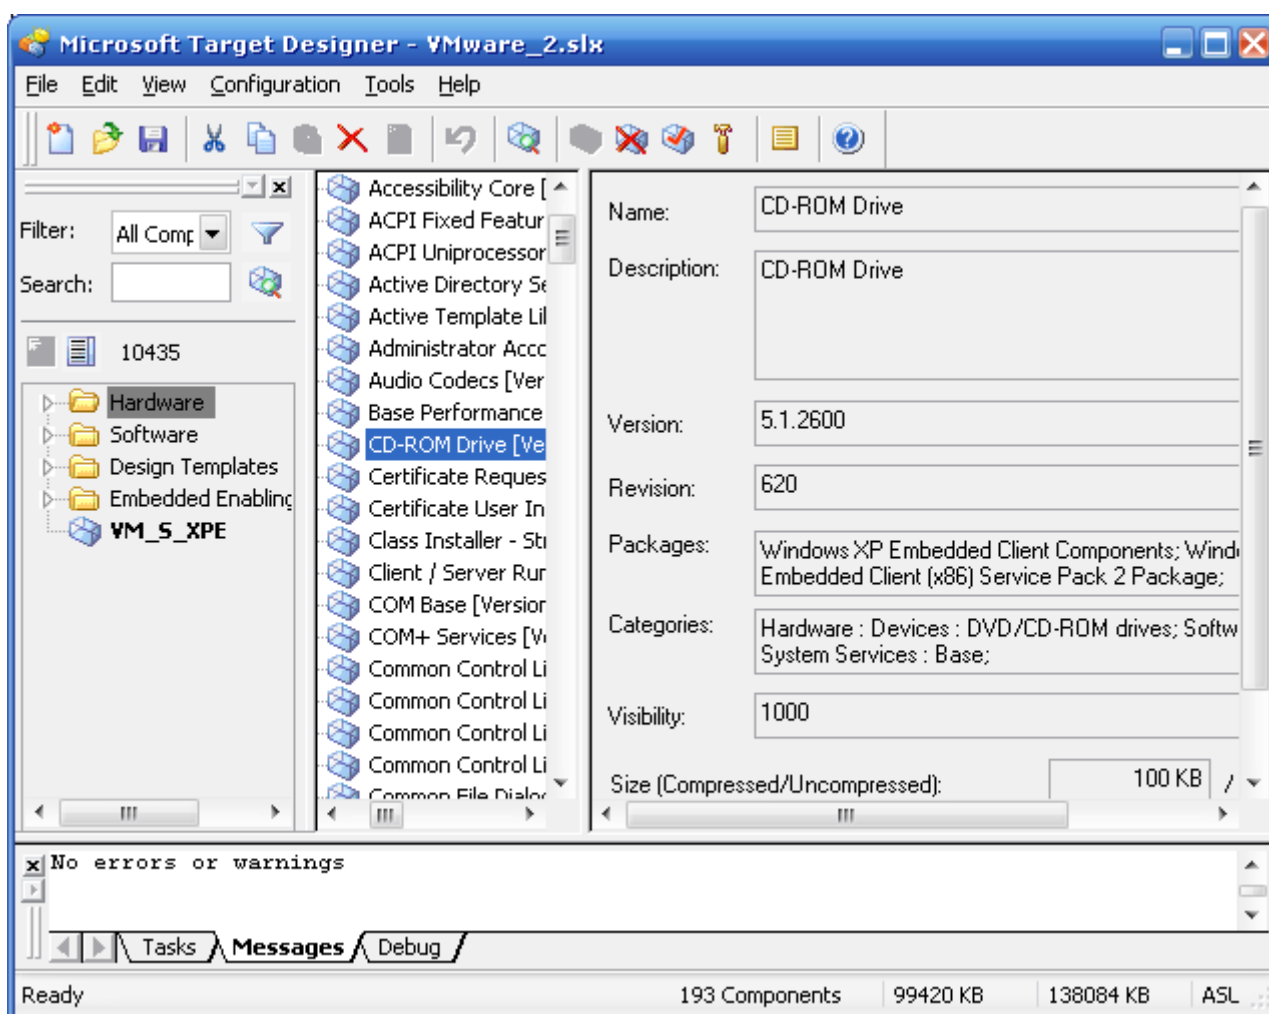 Microsoft Target Designer - VMware_2.slx
File Edit View Configuration Tools Help
Filter: All Comp
Search:
10435
Hardware
Software
Design Templates
Embedded Enabling
VM_S_XPE
Accessibility Core [
ACPI Fixed Featur
ACPI Uniprocessor
Active Directory Se
Active Template Lil
Administrator Acco
Audio Codecs [Ver
Base Performance
CD-ROM Drive [Ve
Certificate Reques
Certificate User In
Class Installer - Str
Client / Server Run
COM Base [Version
COM+ Services [V
Common Control Li
Common Control Li
Common Control Li
Common Control Li
Common File Dialog
Name: CD-ROM Drive
Description: CD-ROM Drive
Version: 5.1.2600
Revision: 620
Packages: Windows XP Embedded Client Components; Wind
Embedded Client (x86) Service Pack 2 Package;
Categories: Hardware : Devices : DVD/CD-ROM drives; Softw
System Services : Base;
Visibility: 1000
Size (Compressed/Uncompressed): 100 KB /
No errors or warnings
Tasks Messages Debug
Ready 193 Components 99420 KB 138084 KB ASL